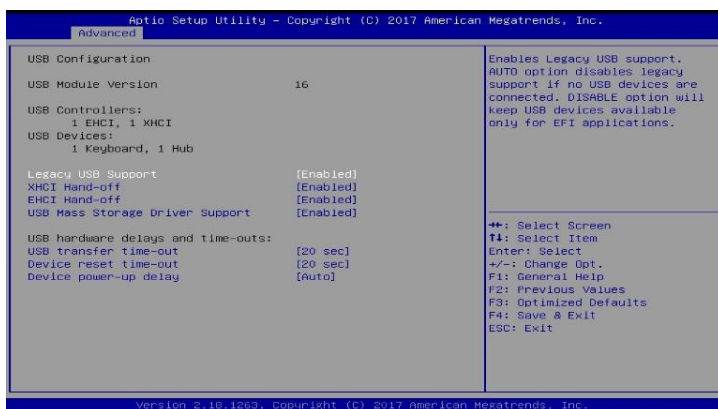 Aptio Setup Utility – Copyright (C) 2017 American Megatrends, Inc.
Advanced
USB Configuration
USB Module Version 16
USB Controllers:
1 EHCI, 1 XHCI
USB Devices:
1 Keyboard, 1 Hub
Legacy USB Support [Enabled]
XHCI Hand-off [Enabled]
EHCI Hand-off [Enabled]
USB Mass Storage Driver Support [Enabled]
USB hardware delays and time-outs:
USB transfer time-out [20 sec]
Device reset time-out [20 sec]
Device power-up delay [Auto]
Enables Legacy USB support.
AUTO option disables legacy
support if no USB devices are
connected. DISABLE option will
keep USB devices available
only for EFI applications.
→←: Select Screen
↑↓: Select Item
Enter: Select
+/-: Change Opt.
F1: General Help
F2: Previous Values
F3: Optimized Defaults
F4: Save & Exit
ESC: Exit
Version 2.18.1263. Copyright (C) 2017 American Megatrends, Inc.